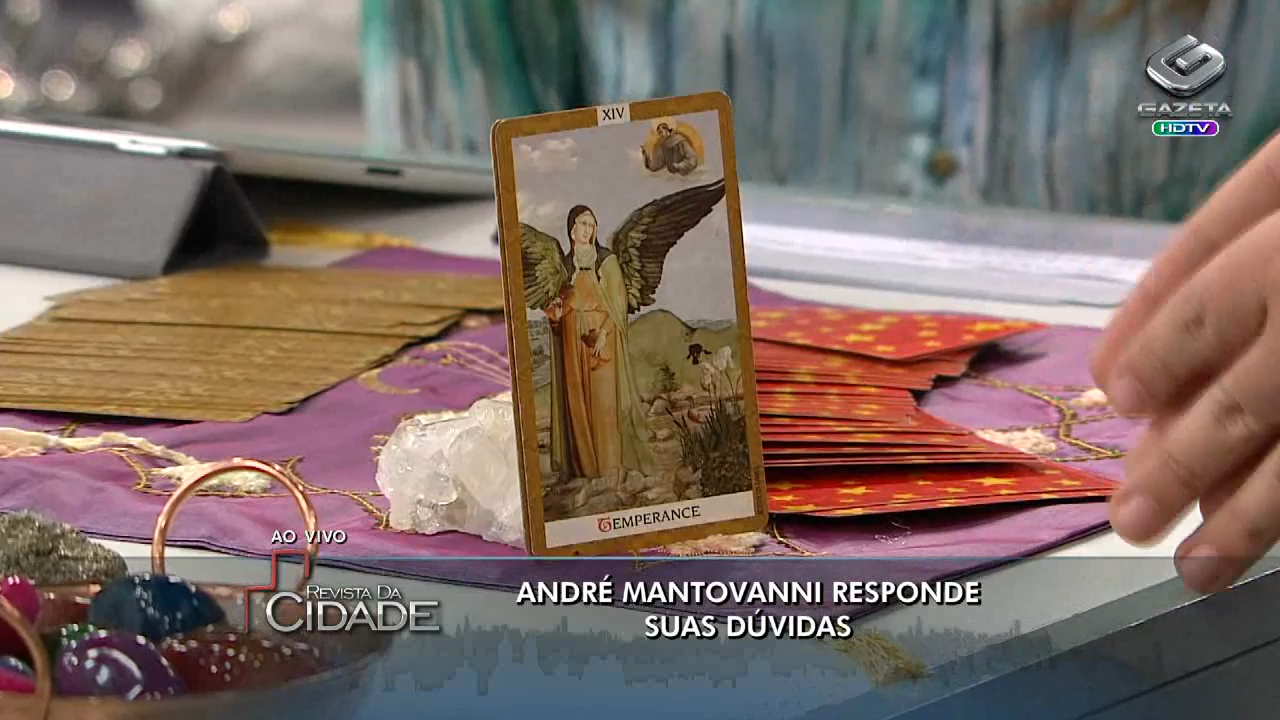 XIV
GAZETA
HDTV
TEMPERANCE
AO VIVO
REVISTA DA
CIDADE
ANDRÉ MANTOVANNI RESPONDE
SUAS DÚVIDAS